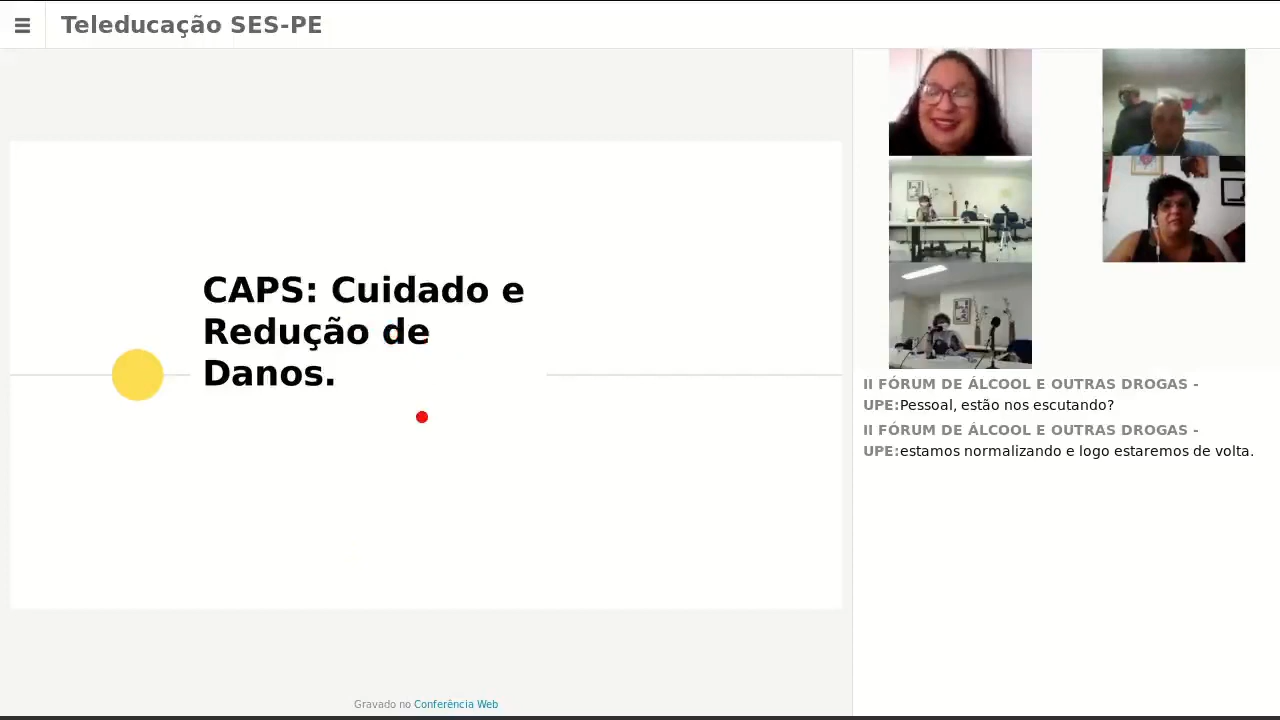 Teleducação SES-PE
CAPS: Cuidado e
Redução de
Danos.
II FÓRUM DE ÁLCOOL E OUTRAS DROGAS -
UPE:Pessoal, estão nos escutando?
II FÓRUM DE ÁLCOOL E OUTRAS DROGAS -
UPE:estamos normalizando e logo estaremos de volta.
Gravado no Conferência Web